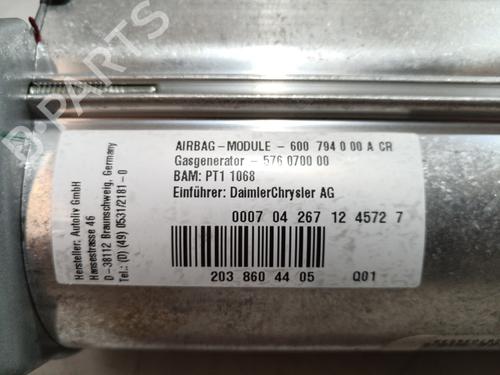 AIRBAG-MODULE - 600 794 0 00 A CR
Gasgenerator - 576 0700 00
BAM: PT1 1068
Einführer: DaimlerChrysler AG
0007 04 267 12 4572 7
203 860 44 05 Q01
Hersteller: Autoliv GmbH
Hansestrasse 46
D-38112 Braunschweig, Germany
Tel.: (0) (49) 0531/2181-0
B-Parts